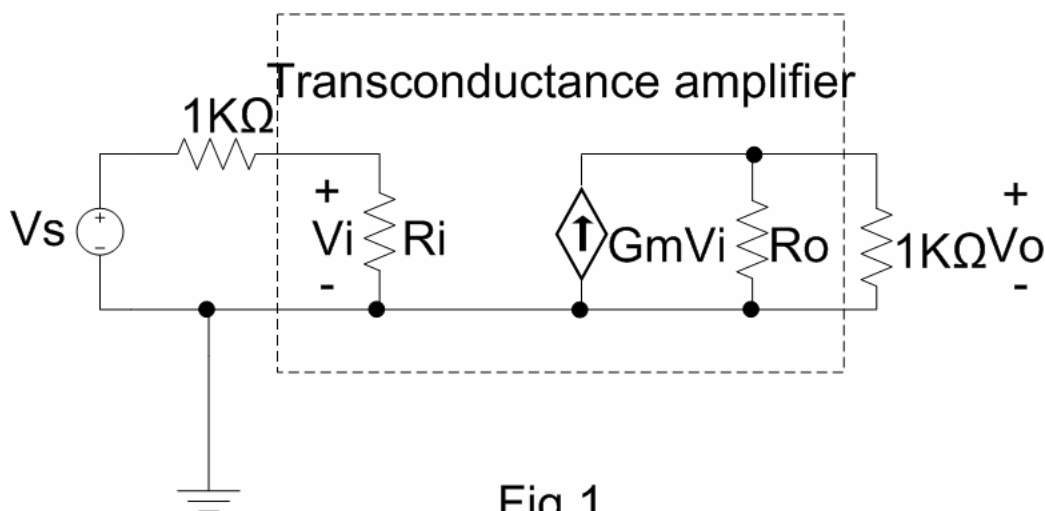 Transconductance amplifier
1KΩ
Vs
+
-
+
Vi
-
Ri
GmVi
Ro
1KΩ
+
Vo
-
Fig 1